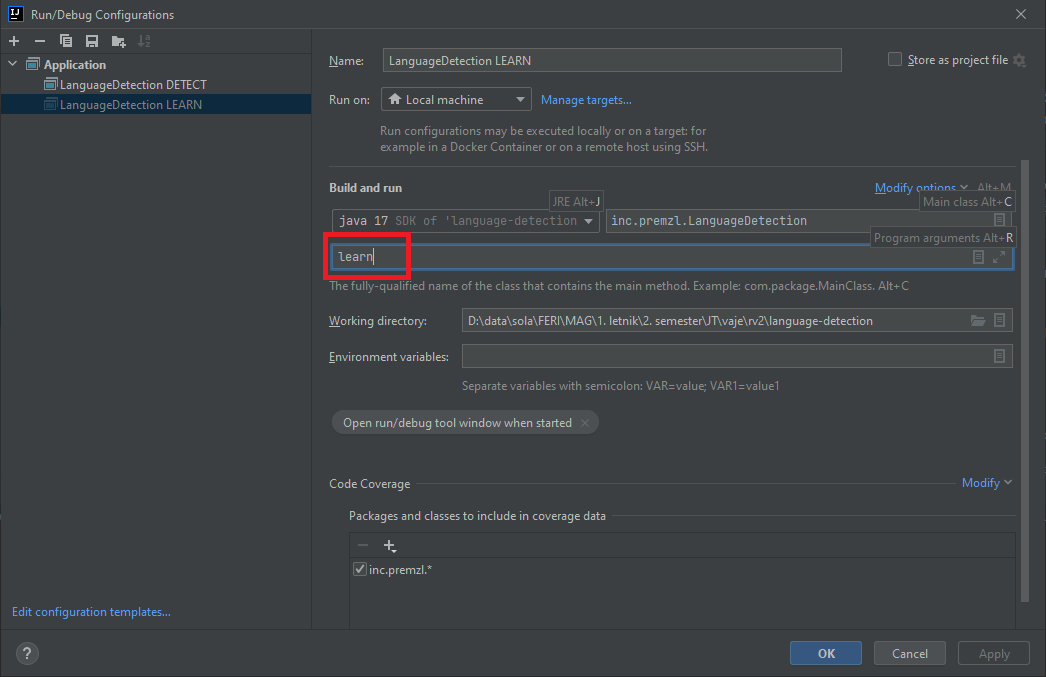 IJ Run/Debug Configurations
Application
LanguageDetection DETECT
LanguageDetection LEARN
Name: LanguageDetection LEARN
Store as project file
Run on: Local machine Manage targets...
Run configurations may be executed locally or on a target: for
example in a Docker Container or on a remote host using SSH.
Build and run
Modify options Alt+M
JRE Alt+J
Main class Alt+C
java 17 SDK of 'language-detection
inc.premzl.LanguageDetection
Program arguments Alt+R
learn
The fully-qualified name of the class that contains the main method. Example: com.package.MainClass. Alt+C
Working directory: D:\data\sola\FERI\MAG\1. letnik\2. semester\JT\vaje\rv2\language-detection
Environment variables:
Separate variables with semicolon: VAR=value; VAR1=value1
Open run/debug tool window when started
Code Coverage
Modify
Packages and classes to include in coverage data
inc.premzl.*
Edit configuration templates...
?
OK Cancel Apply